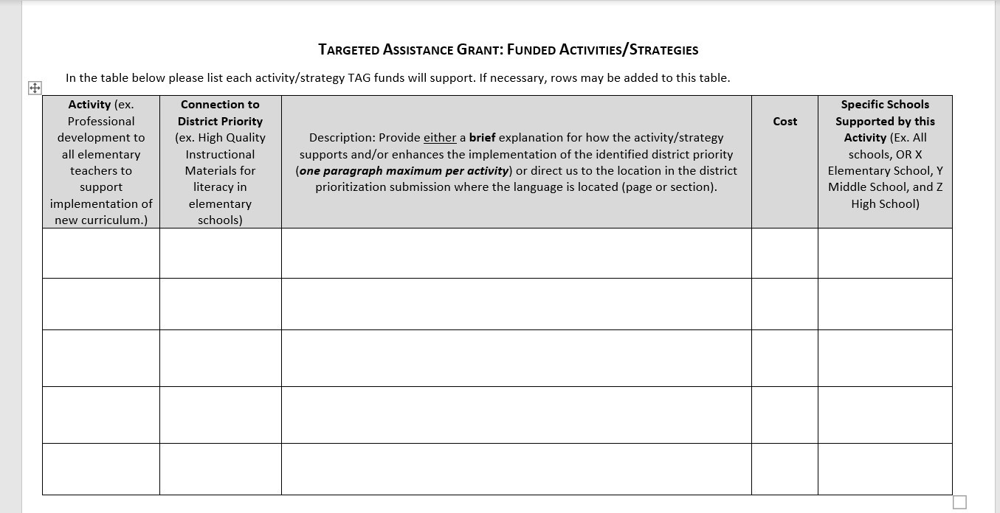 TARGETED ASSISTANCE GRANT: FUNDED ACTIVITIES/STRATEGIES
In the table below please list each activity/strategy TAG funds will support. If necessary, rows may be added to this table.
Activity (ex.
Professional
development to
all elementary
teachers to
support
implementation of
new curriculum.)
Connection to
District Priority
(ex. High Quality
Instructional
Materials for
literacy in
elementary
schools)
Description: Provide either a brief explanation for how the activity/strategy
supports and/or enhances the implementation of the identified district priority
(one paragraph maximum per activity) or direct us to the location in the district
prioritization submission where the language is located (page or section).
Cost
Specific Schools
Supported by this
Activity (Ex. All
schools, OR X
Elementary School, Y
Middle School, and Z
High School)